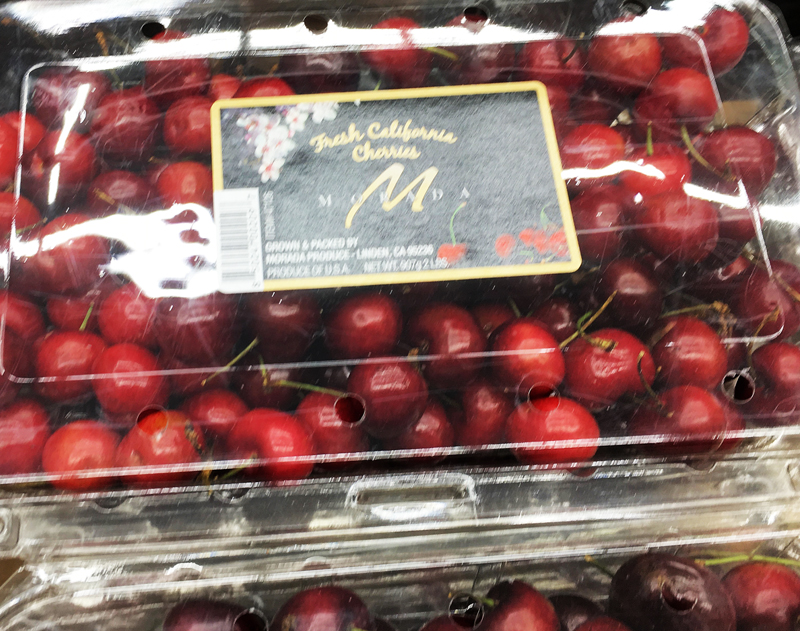 Fresh California
Cherries
M
GROWN & PACKED BY
MORADA PRODUCE - LINDEN, CA 95236
PRODUCE OF U.S.A. NET WT. 907g 2 LBS